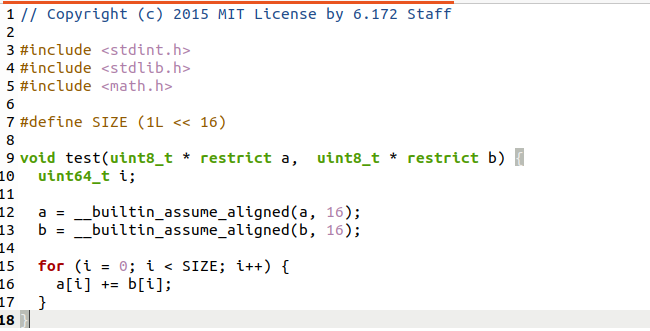 1 // Copyright (c) 2015 MIT License by 6.172 Staff
2
3 #include <stdint.h>
4 #include <stdlib.h>
5 #include <math.h>
6
7 #define SIZE (1L << 16)
8
9 void test(uint8_t * restrict a,  uint8_t * restrict b) {
10   uint64_t i;
11
12   a = __builtin_assume_aligned(a, 16);
13   b = __builtin_assume_aligned(b, 16);
14
15   for (i = 0; i < SIZE; i++) {
16     a[i] += b[i];
17   }
18 }